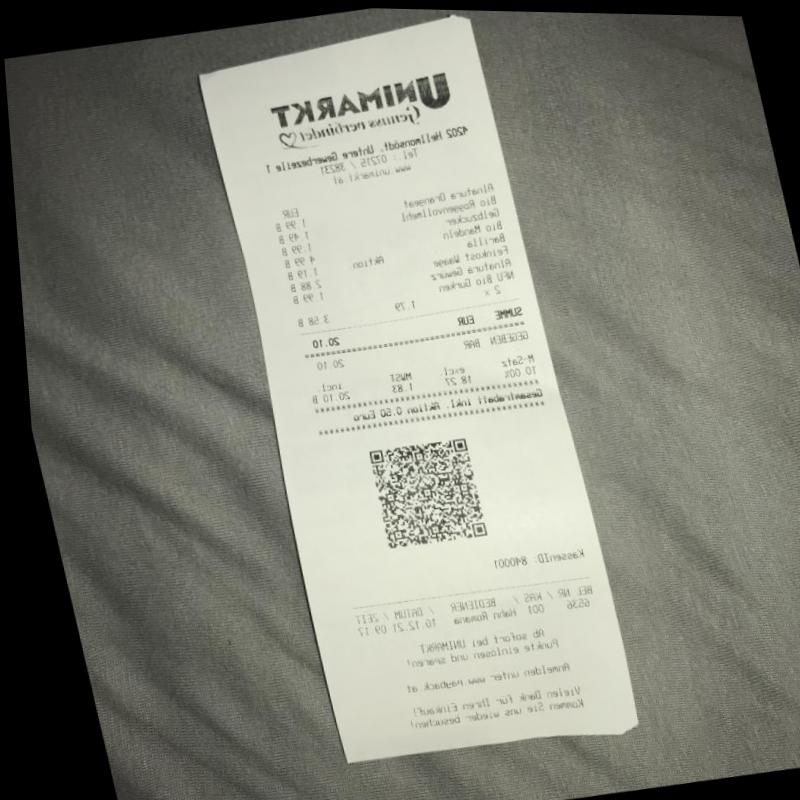 UNIMARKT
Genuss verbindet
4202 Hellmonsödt, Untere Gewerbezeile 1
Tel.: 07215 / 38231
www.unimarkt.at
EUR
Alnatura Orangeat 1.99 B
Bio Roggenvollmehl 1.49 B
Gelbzucker 1.99 B
Bio Mandeln 4.99 B
Barilla Aktion 1.19 B
Feinkost Waage 2.88 B
Alnatura Gewürz 1.99 B
NEU Bio Gurken
2 x 1.79 3.58 B
SUMME EUR 20.10
GEGEBEN BAR 20.10
M-Satz excl. MWST incl.
10.00% 18.27 1.83 20.10 B
Gesamtrabatt inkl. Aktion 0.50 Euro
KassenID: 840001
BEL NR / KAS / BEDIENER / DATUM / ZEIT
6536 001 Hahn Romana 10.12.21 09:17
Ab sofort bei UNIMARKT
Punkte einlösen und sparen!
Anmelden unter www.payback.at
Vielen Dank für Ihren Einkauf!
Kommen Sie uns wieder besuchen!